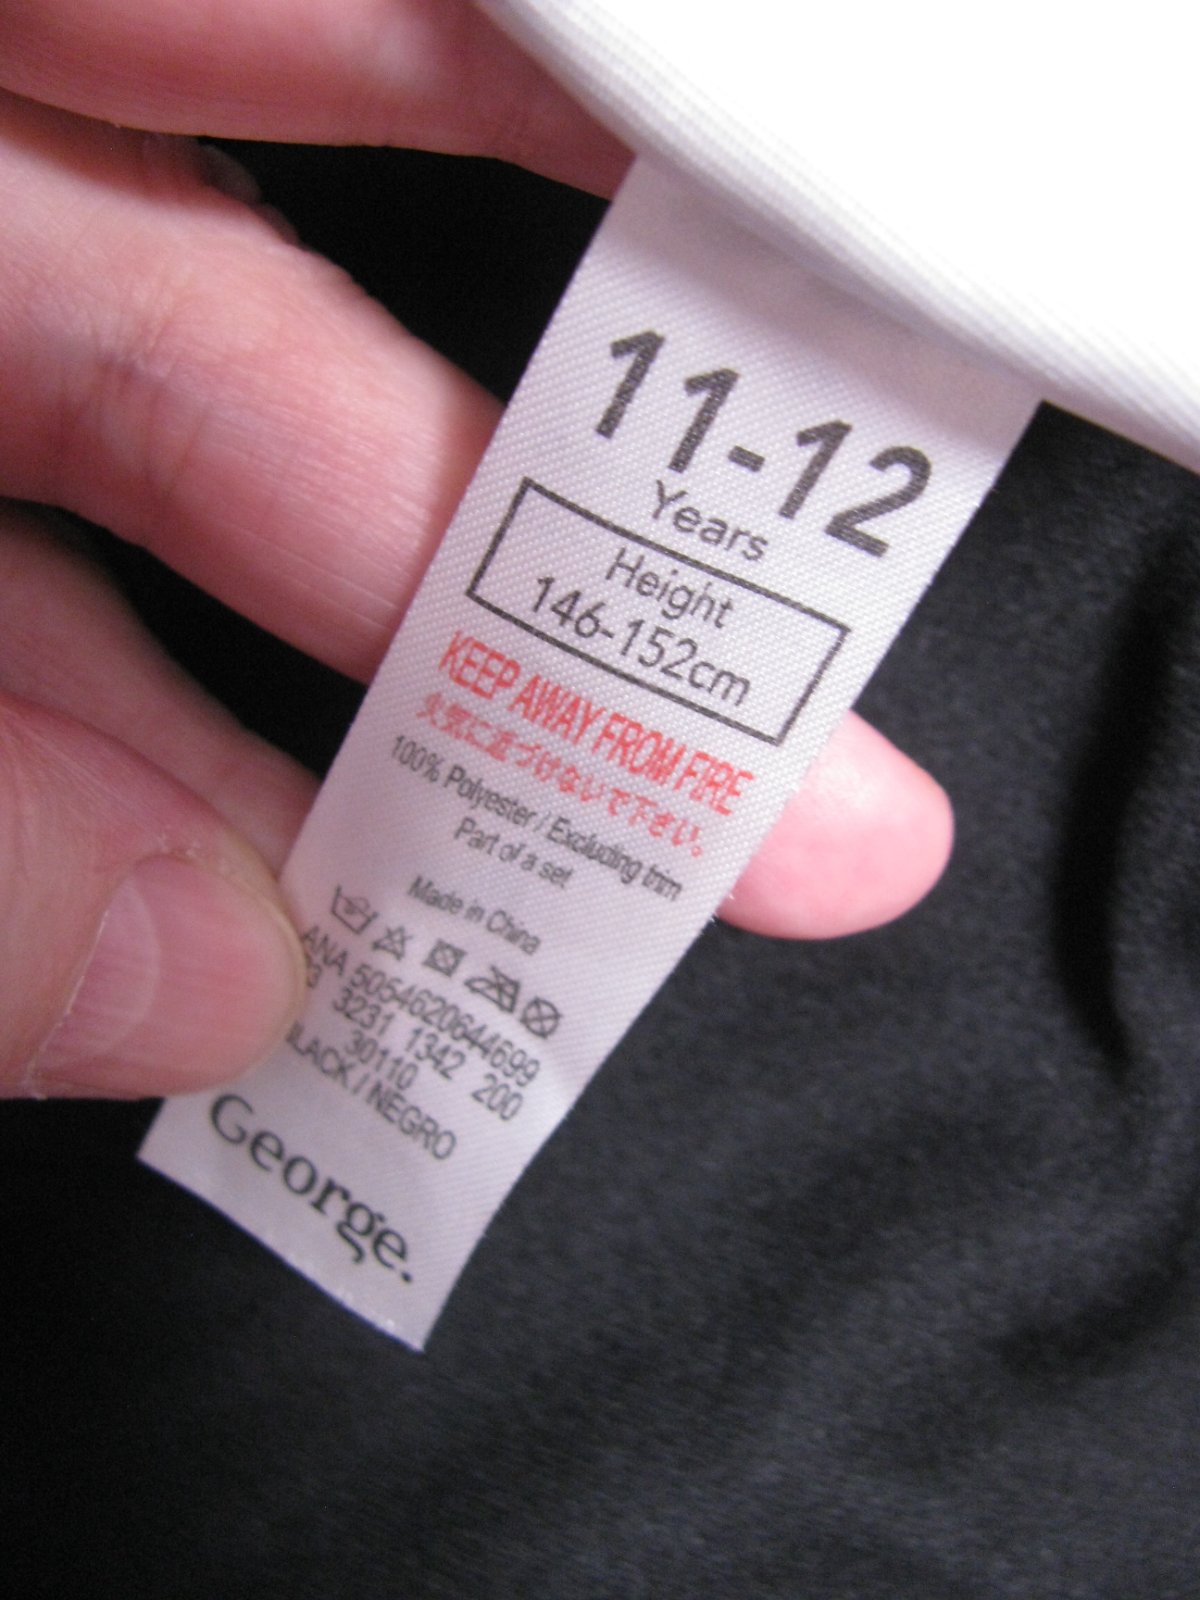 11-12
Years
Height
146-152cm
KEEP AWAY FROM FIRE
火気に近づけないで下さい。
100% Polyester / Excluding trim
Part of a set
Made in China
ANA 5054620644699
3 3231 1342 200
30110
BLACK / NEGRO
George.